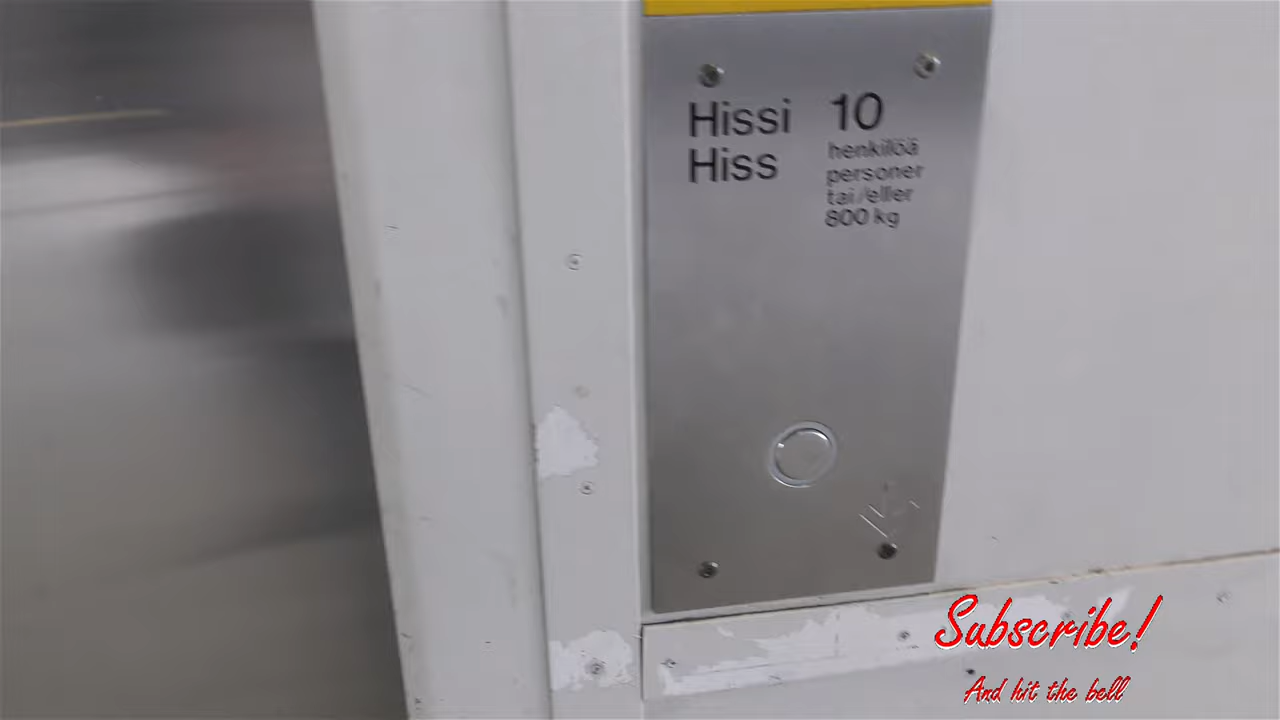 Hissi
Hiss
10
henkilöä
personer
tai/eller
800 kg
Subscribe!
And hit the bell